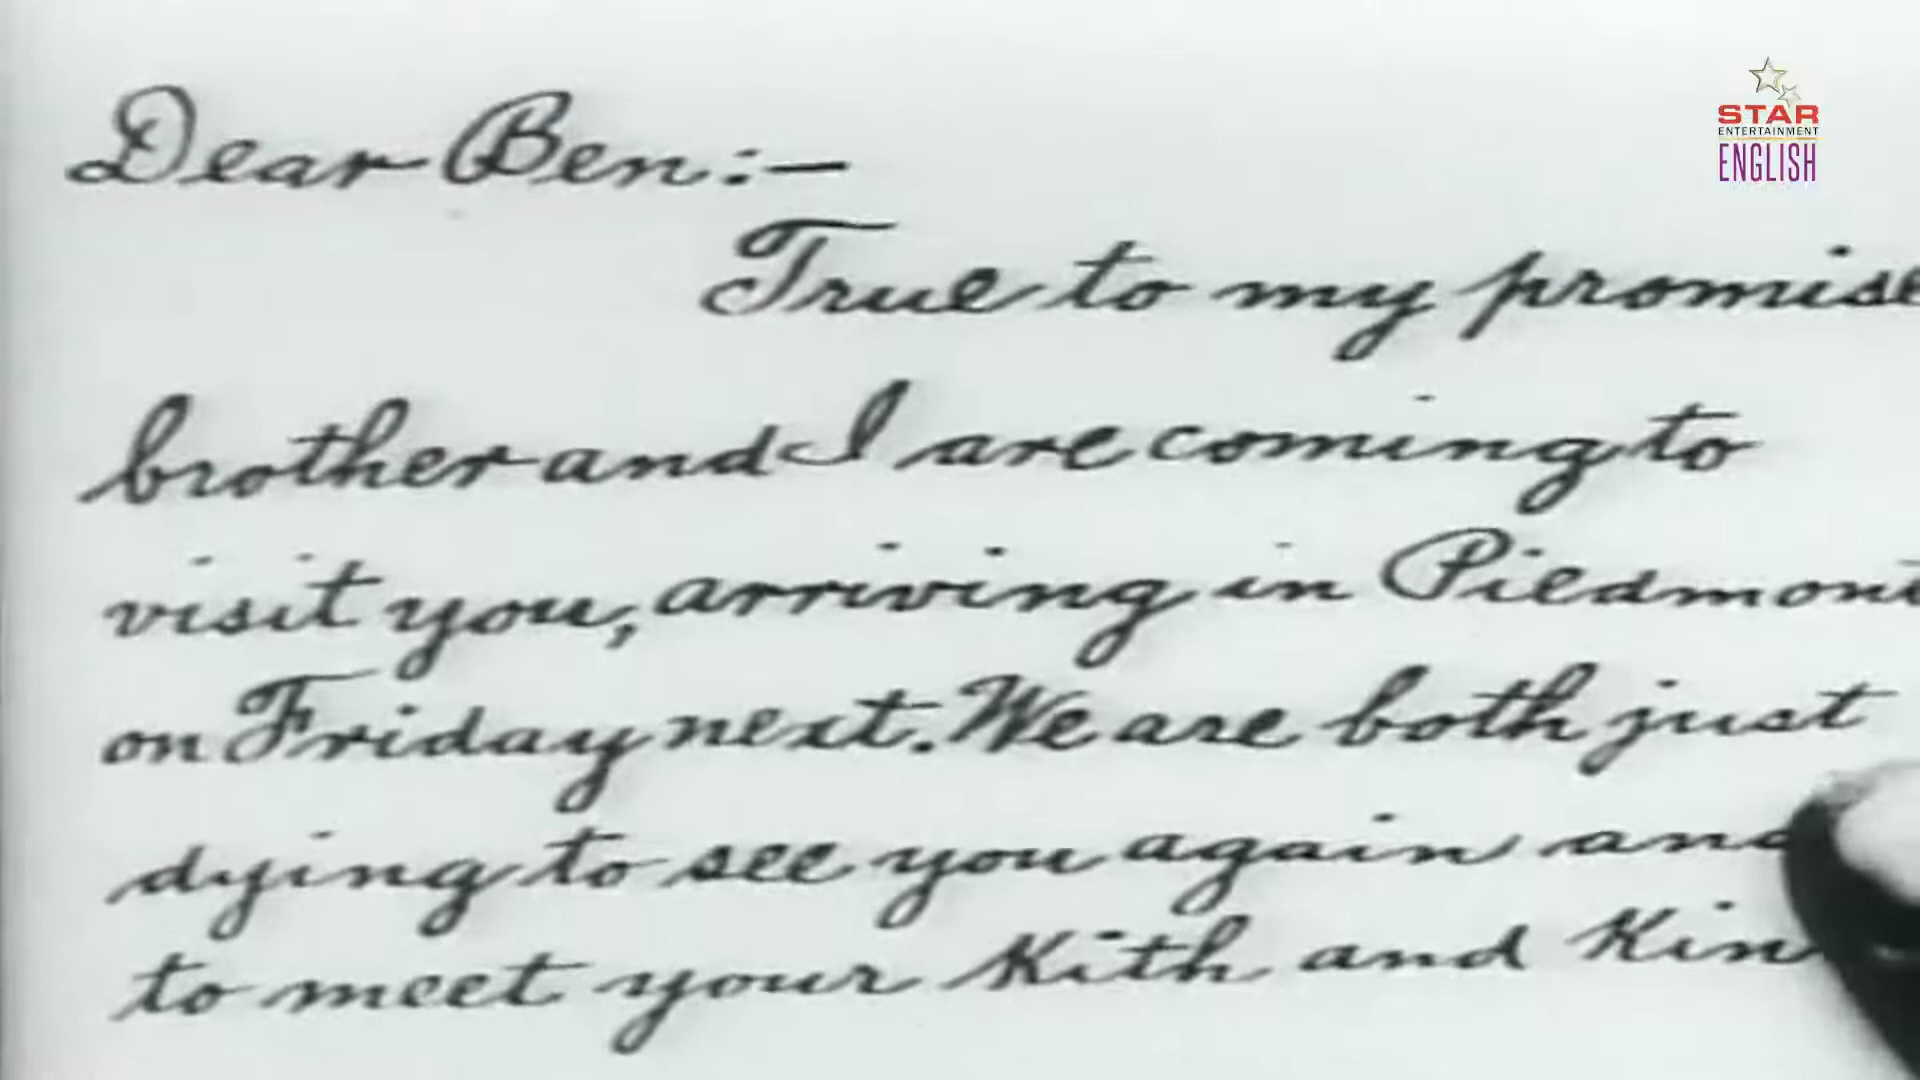 Dear Ben:—
True to my promise
brother and I are coming to
visit you, arriving in Piedmont
on Friday next. We are both just
dying to see you again and
to meet your Kith and Kin
STAR
ENTERTAINMENT
ENGLISH